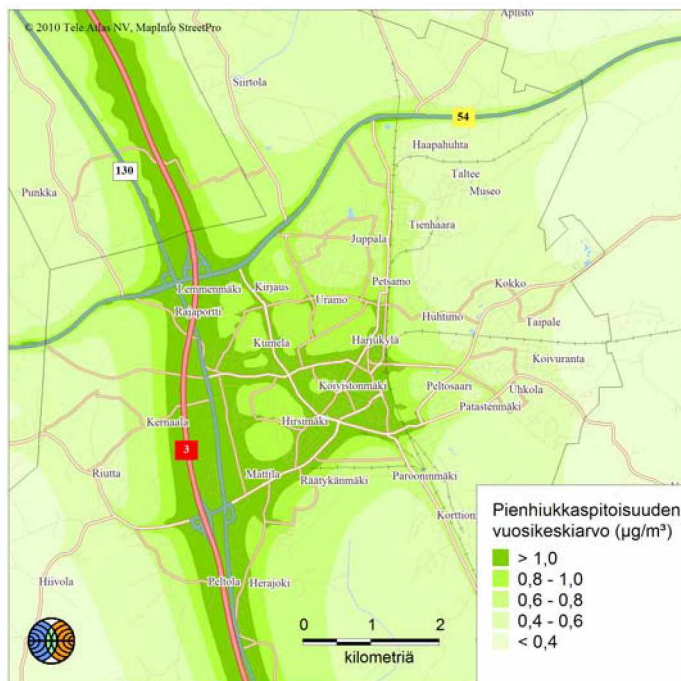 Aplisto
© 2010 Tele Atlas NV, MapInfo StreetPro
Siirtola
54
Haapahuhta
130
Taltee
Museo
Punkka
Tienhaara
Juppala
Petsamo
Lemmenmäki
Kirjaus
Kokko
Uramo
Rajaportti
Huhtimo
Taipale
Kumela
Harjukylä
Koivuranta
Koivistonmäki
Peltosaari
Uhkola
Patastenmäki
Kernaala
Hirsimäki
3
Riutta
Mattila
Räätykänmäki
Parooninmäki
Korttion
Hiivola
Peltola
Herajoki
Pienhiukkaspitoisuuden
vuosikeskiarvo (µg/m³)
> 1,0
0,8 - 1,0
0,6 - 0,8
0,4 - 0,6
< 0,4
0 1 2
kilometriä